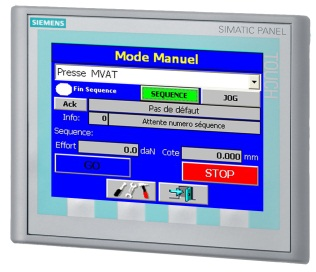 SIEMENS
SIMATIC PANEL
TOUCH
Mode Manuel
Presse MVAT
Fin Sequence SEQUENCE JOG
Ack Pas de défaut
Info: 0 Attente numero séquence
Sequence:
Effort 0.0 daN Cote 0.000 mm
GO STOP